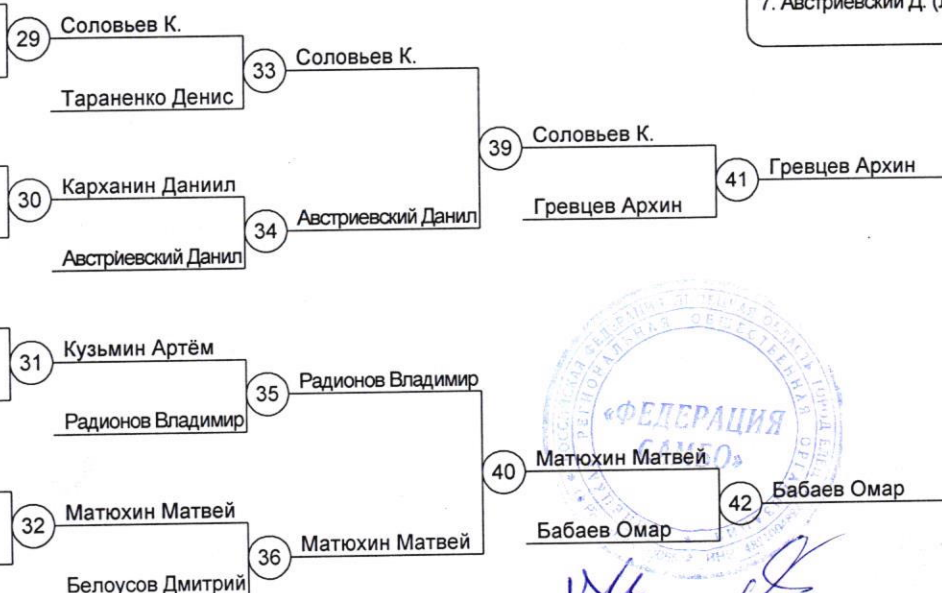 7. Австриевский Д. (
29 Соловьев К.
33 Соловьев К.
Тараненко Денис
39 Соловьев К.
30 Карханин Даниил
41 Гревцев Архин
Гревцев Архин
34 Австриевский Данил
Австриевский Данил
31 Кузьмин Артём
35 Радионов Владимир
Радионов Владимир
«ФЕДЕРАЦИЯ
САМБО»
40 Матюхин Матвей
32 Матюхин Матвей
42 Бабаев Омар
Бабаев Омар
36 Матюхин Матвей
Белоусов Дмитрий